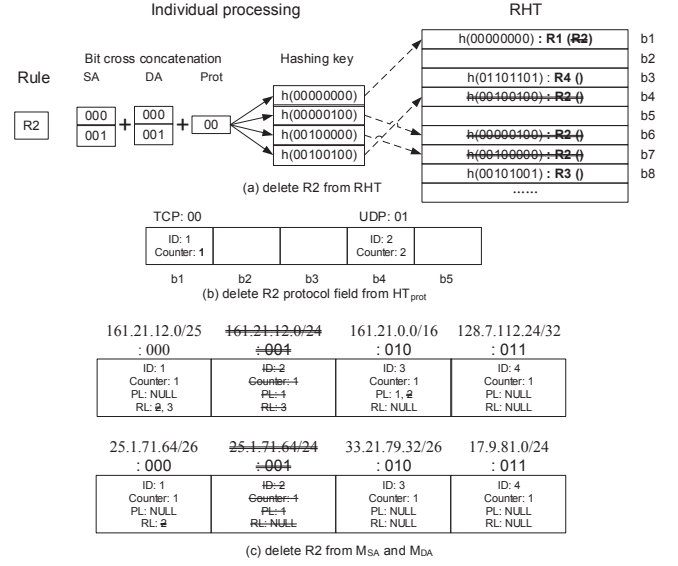 Individual processing RHT
Bit cross concatenation Hashing key
Rule SA DA Prot
R2
000 + 000 + 00
001 001
h(00000000)
h(00000100)
h(00100000)
h(00100100)
h(00000000) : R1 (R2) b1
b2
h(01101101) : R4 () b3
h(00100100) : R2 () b4
b5
h(00000100) : R2 () b6
h(00100000) : R2 () b7
h(00101001) : R3 () b8
......
(a) delete R2 from RHT
TCP: 00 UDP: 01
ID: 1 ID: 2
Counter: 1 Counter: 2
b1 b2 b3 b4 b5
(b) delete R2 protocol field from HTprot
161.21.12.0/25 161.21.12.0/24 161.21.0.0/16 128.7.112.24/32
: 000 : 001 : 010 : 011
ID: 1 ID: 2 ID: 3 ID: 4
Counter: 1 Counter: 1 Counter: 1 Counter: 1
PL: NULL PL: 1 PL: 1, 2 PL: NULL
RL: 2, 3 RL: 3 RL: NULL RL: NULL
25.1.71.64/26 25.1.71.64/24 33.21.79.32/26 17.9.81.0/24
: 000 : 001 : 010 : 011
ID: 1 ID: 2 ID: 3 ID: 4
Counter: 1 Counter: 1 Counter: 1 Counter: 1
PL: NULL PL: 1 PL: NULL PL: NULL
RL: 2 RL: NULL RL: NULL RL: NULL
(c) delete R2 from MSA and MDA